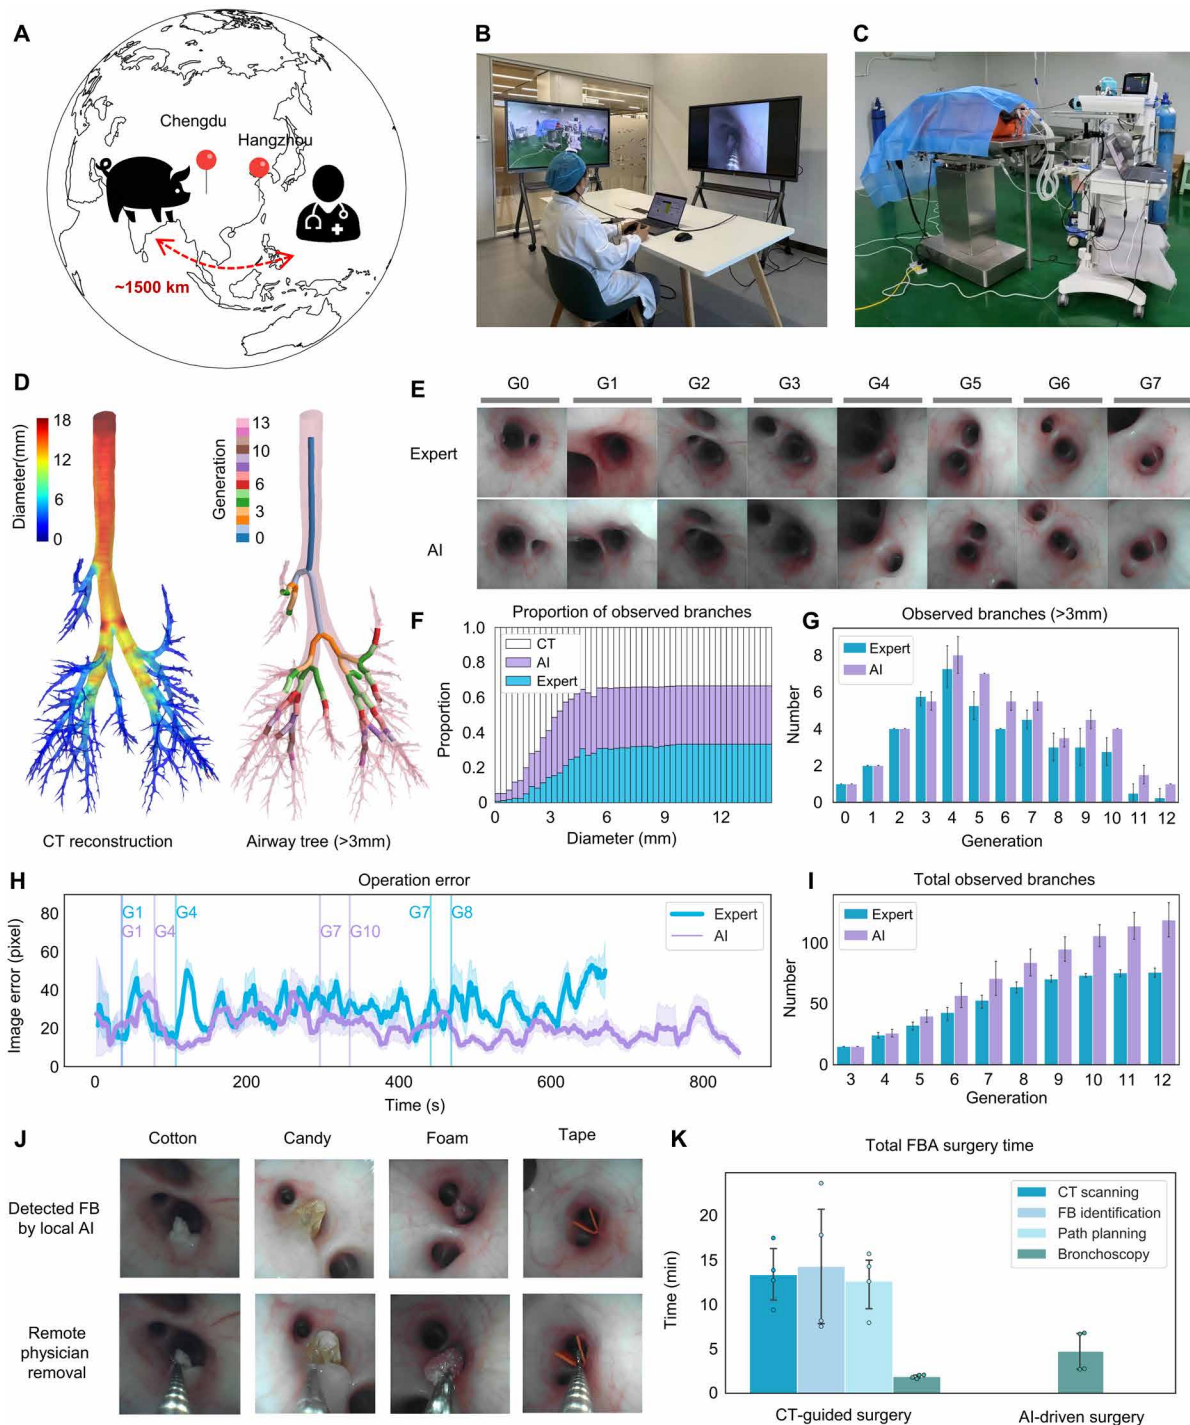 A
Chengdu
Hangzhou
~1500 km
B
C
D
Diameter(mm)
18
12
6
0
Generation
13
10
6
3
0
CT reconstruction
Airway tree (>3mm)
E
G0 G1 G2 G3 G4 G5 G6 G7
Expert
AI
F
Proportion of observed branches
Proportion
1.0
0.8
0.6
0.4
0.2
0
CT
AI
Expert
0 3 6 9 12
Diameter (mm)
G
Observed branches (>3mm)
Number
8
6
4
2
0
Expert
AI
0 1 2 3 4 5 6 7 8 9 10 11 12
Generation
H
Operation error
Image error (pixel)
80
60
40
20
0
G1 G4 G7 G8
G1 G4 G7 G10
Expert
AI
0 200 400 600 800
Time (s)
I
Total observed branches
Number
100
50
0
Expert
AI
3 4 5 6 7 8 9 10 11 12
Generation
J
Cotton Candy Foam Tape
Detected FB
by local AI
Remote
physician
removal
K
Total FBA surgery time
Time (min)
20
15
10
5
0
CT scanning
FB identification
Path planning
Bronchoscopy
CT-guided surgery AI-driven surgery